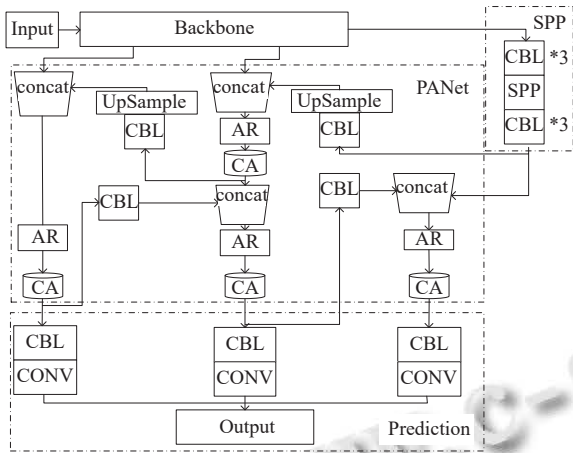 Input
Backbone
SPP
CBL *3
SPP
CBL *3
PANet
concat
UpSample
CBL
concat
AR
CA
UpSample
CBL
CBL
concat
CBL
concat
AR
AR
AR
CA
CA
CA
CBL
CONV
CBL
CONV
CBL
CONV
Output
Prediction